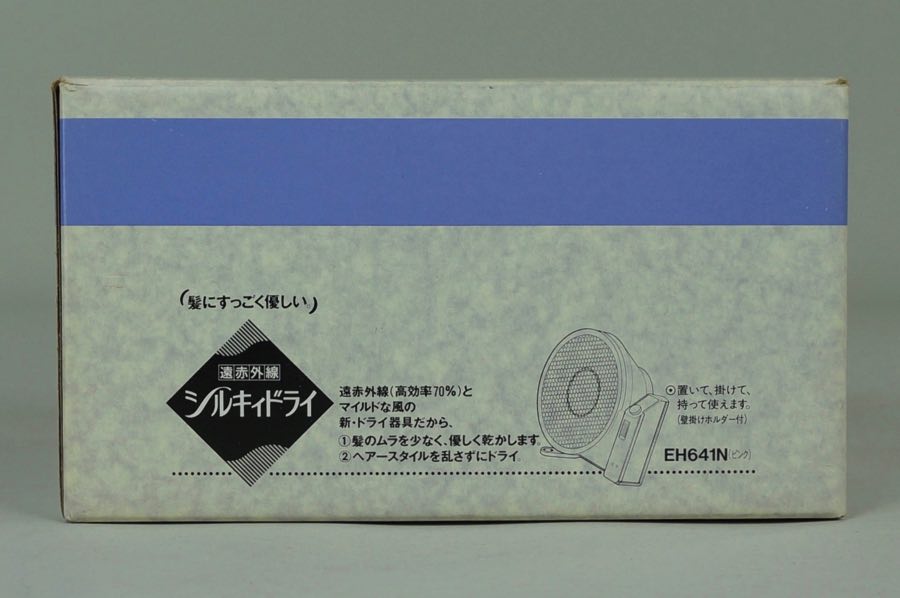 (髪にすっごく優しい。)
遠赤外線
シルキィドライ
遠赤外線(高効率70%)と
マイルドな風の
新・ドライ器具だから、
①髪のムラを少なく、優しく乾かします。
②ヘアースタイルを乱さずにドライ。
置いて、掛けて、
持って使えます。
(壁掛けホルダー付)
EH641N(ピンク)